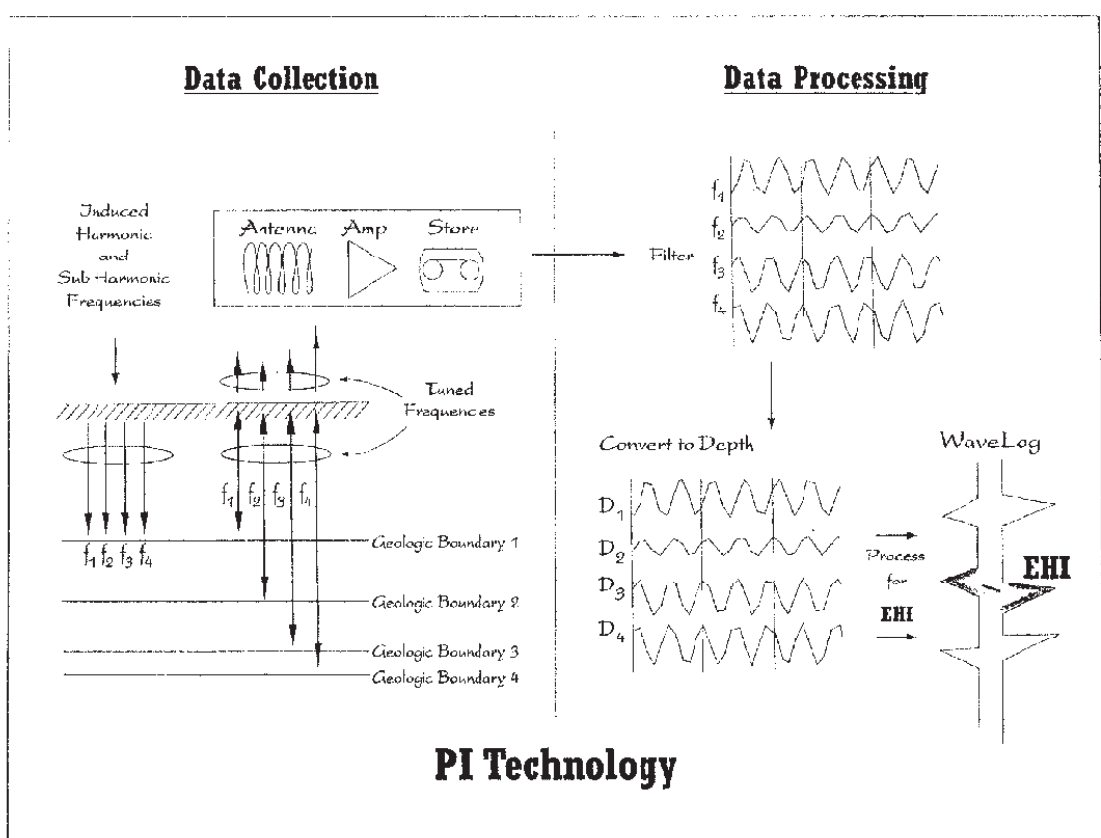 Data Collection
Induced
Harmonic
and
Sub Harmonic
Frequencies
Antenna Amp Store
Tuned
Frequences
f1 f2 f3 f4
f1 f2 f3 f4
Geologic Boundary 1
Geologic Boundary 2
Geologic Boundary 3
Geologic Boundary 4
Data Processing
Filter
f1
f2
f3
f4
Convert to Depth
D1
D2
D3
D4
Process
for
EHI
WaveLog
EHI
PI Technology